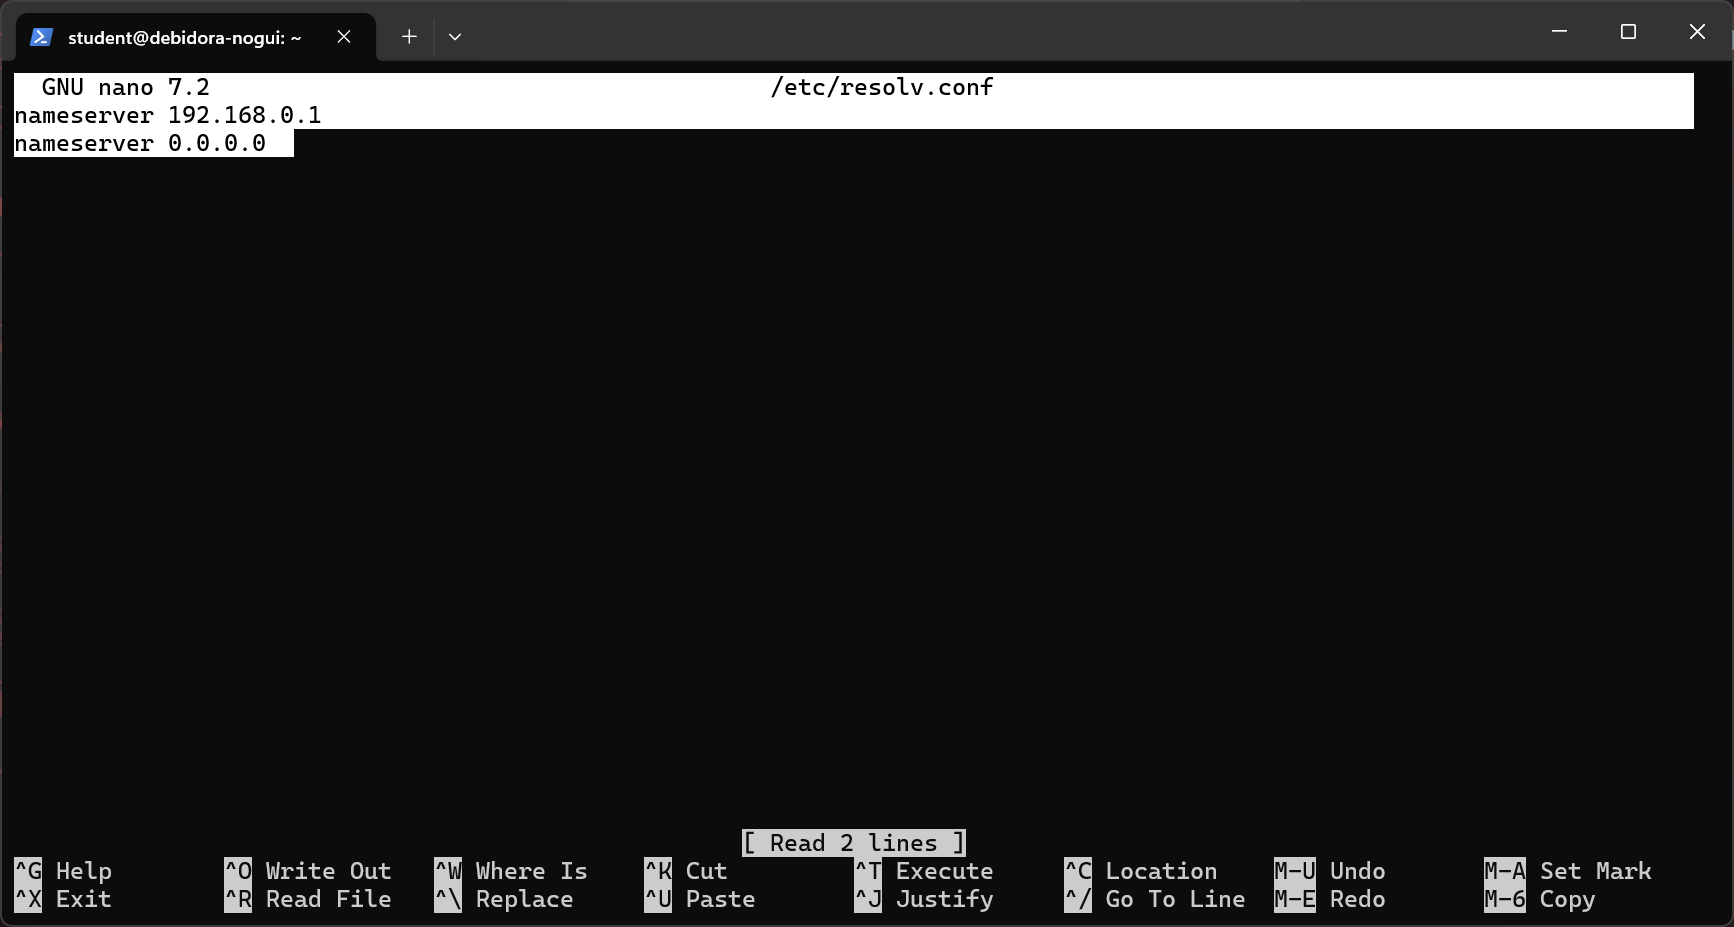 student@debidora-nogui: ~
GNU nano 7.2 /etc/resolv.conf
nameserver 192.168.0.1
nameserver 0.0.0.0
[ Read 2 lines ]
^G Help ^O Write Out ^W Where Is ^K Cut ^T Execute ^C Location M-U Undo M-A Set Mark
^X Exit ^R Read File ^\ Replace ^U Paste ^J Justify ^/ Go To Line M-E Redo M-6 Copy